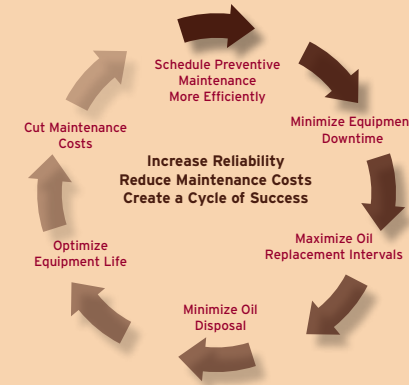 Schedule Preventive
Maintenance
More Efficiently
Minimize Equipmen
Downtime
Maximize Oil
Replacement Intervals
Minimize Oil
Disposal
Optimize
Equipment Life
Cut Maintenance
Costs
Increase Reliability
Reduce Maintenance Costs
Create a Cycle of Success